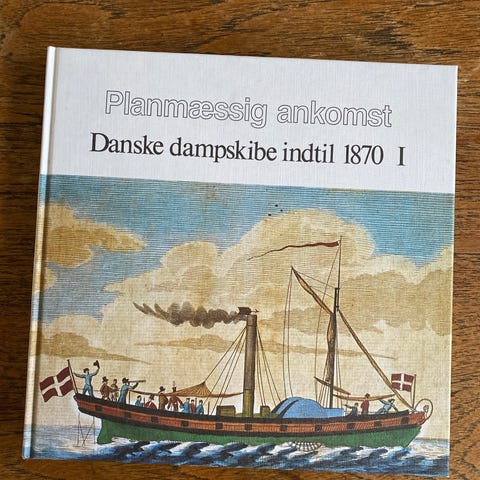 Planmæssig ankomst
Danske dampskibe indtil 1870 I